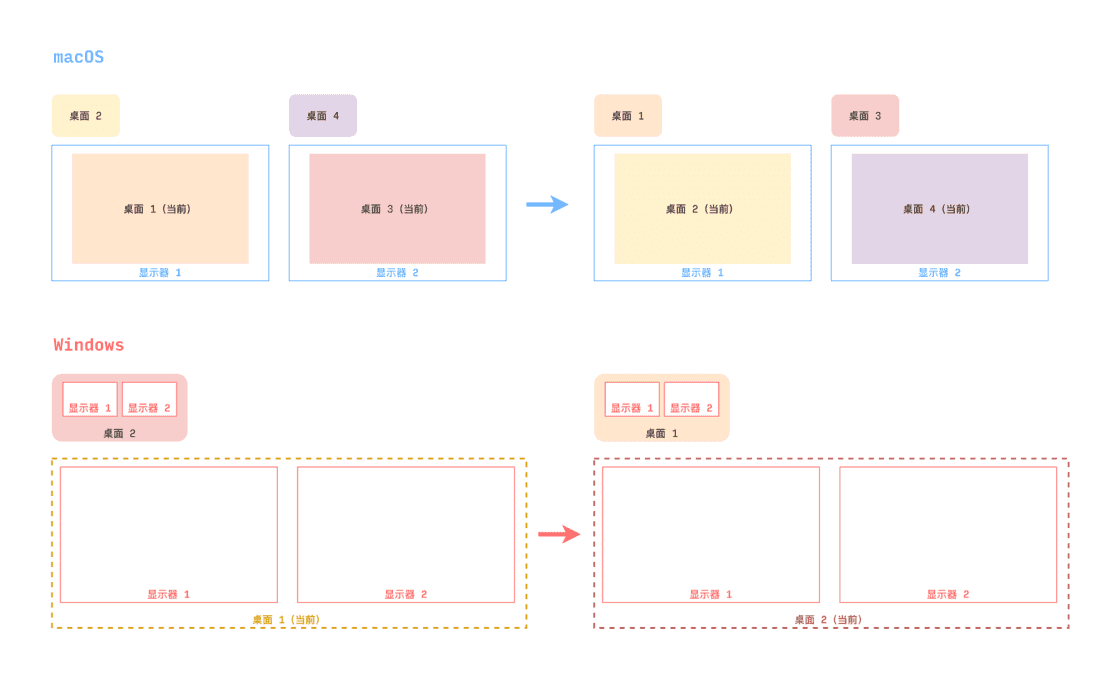 macOS
桌面 2
桌面 4
桌面 1
桌面 3
桌面 1 (当前)
桌面 3 (当前)
桌面 2 (当前)
桌面 4 (当前)
显示器 1
显示器 2
显示器 1
显示器 2
Windows
显示器 1
显示器 2
桌面 2
显示器 1
显示器 2
桌面 1
显示器 1
显示器 2
桌面 1 (当前)
显示器 1
显示器 2
桌面 2 (当前)